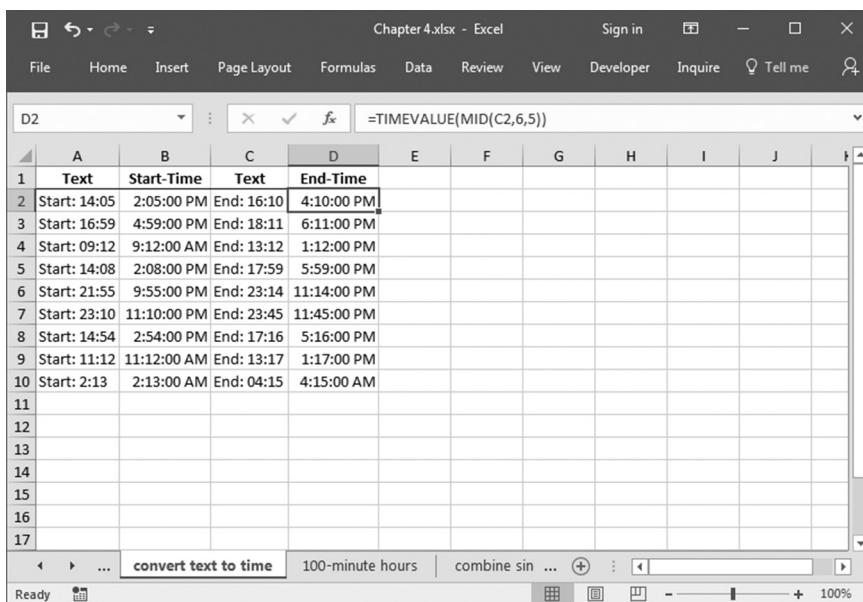 Chapter 4.xlsx - Excel
Sign in
File Home Insert Page Layout Formulas Data Review View Developer Inquire Tell me
D2 fx =TIMEVALUE(MID(C2,6,5))
A B C D E F G H I J K
1 Text Start-Time Text End-Time
2 Start: 14:05 2:05:00 PM End: 16:10 4:10:00 PM
3 Start: 16:59 4:59:00 PM End: 18:11 6:11:00 PM
4 Start: 09:12 9:12:00 AM End: 13:12 1:12:00 PM
5 Start: 14:08 2:08:00 PM End: 17:59 5:59:00 PM
6 Start: 21:55 9:55:00 PM End: 23:14 11:14:00 PM
7 Start: 23:10 11:10:00 PM End: 23:45 11:45:00 PM
8 Start: 14:54 2:54:00 PM End: 17:16 5:16:00 PM
9 Start: 11:12 11:12:00 AM End: 13:17 1:17:00 PM
10 Start: 2:13 2:13:00 AM End: 04:15 4:15:00 AM
11
12
13
14
15
16
17
... convert text to time 100-minute hours combine sin ...
Ready 100%